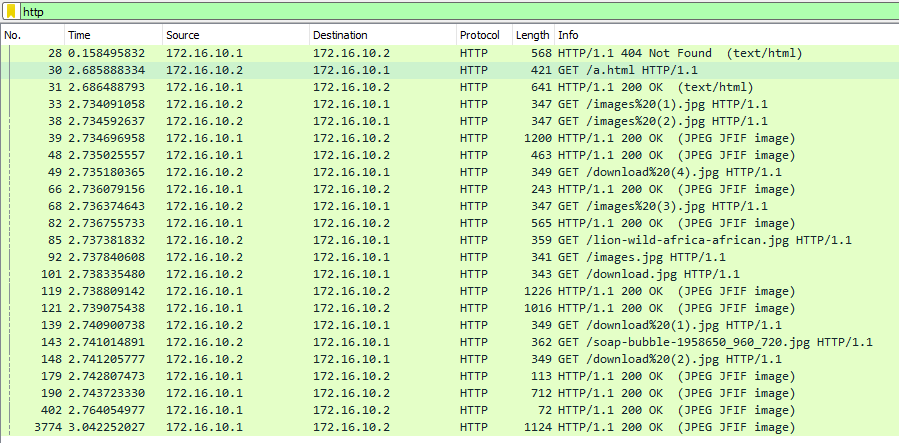 http
No. Time Source Destination Protocol Length Info
28 0.158495832 172.16.10.1 172.16.10.2 HTTP 568 HTTP/1.1 404 Not Found (text/html)
30 2.685888334 172.16.10.2 172.16.10.1 HTTP 421 GET /a.html HTTP/1.1
31 2.686488793 172.16.10.1 172.16.10.2 HTTP 641 HTTP/1.1 200 OK (text/html)
33 2.734091058 172.16.10.2 172.16.10.1 HTTP 347 GET /images%20(1).jpg HTTP/1.1
38 2.734592637 172.16.10.2 172.16.10.1 HTTP 347 GET /images%20(2).jpg HTTP/1.1
39 2.734696958 172.16.10.1 172.16.10.2 HTTP 1200 HTTP/1.1 200 OK (JPEG JFIF image)
48 2.735025557 172.16.10.1 172.16.10.2 HTTP 463 HTTP/1.1 200 OK (JPEG JFIF image)
49 2.735180365 172.16.10.2 172.16.10.1 HTTP 349 GET /download%20(4).jpg HTTP/1.1
66 2.736079156 172.16.10.1 172.16.10.2 HTTP 243 HTTP/1.1 200 OK (JPEG JFIF image)
68 2.736374643 172.16.10.2 172.16.10.1 HTTP 347 GET /images%20(3).jpg HTTP/1.1
82 2.736755733 172.16.10.1 172.16.10.2 HTTP 565 HTTP/1.1 200 OK (JPEG JFIF image)
85 2.737381832 172.16.10.2 172.16.10.1 HTTP 359 GET /lion-wild-africa-african.jpg HTTP/1.1
92 2.737840608 172.16.10.2 172.16.10.1 HTTP 341 GET /images.jpg HTTP/1.1
101 2.738335480 172.16.10.2 172.16.10.1 HTTP 343 GET /download.jpg HTTP/1.1
119 2.738809142 172.16.10.1 172.16.10.2 HTTP 1226 HTTP/1.1 200 OK (JPEG JFIF image)
121 2.739075438 172.16.10.1 172.16.10.2 HTTP 1016 HTTP/1.1 200 OK (JPEG JFIF image)
139 2.740900738 172.16.10.2 172.16.10.1 HTTP 349 GET /download%20(1).jpg HTTP/1.1
143 2.741014891 172.16.10.2 172.16.10.1 HTTP 362 GET /soap-bubble-1958650_960_720.jpg HTTP/1.1
148 2.741205777 172.16.10.2 172.16.10.1 HTTP 349 GET /download%20(2).jpg HTTP/1.1
179 2.742807473 172.16.10.1 172.16.10.2 HTTP 113 HTTP/1.1 200 OK (JPEG JFIF image)
190 2.743723330 172.16.10.1 172.16.10.2 HTTP 712 HTTP/1.1 200 OK (JPEG JFIF image)
402 2.764054977 172.16.10.1 172.16.10.2 HTTP 72 HTTP/1.1 200 OK (JPEG JFIF image)
3774 3.042252027 172.16.10.1 172.16.10.2 HTTP 1124 HTTP/1.1 200 OK (JPEG JFIF image)